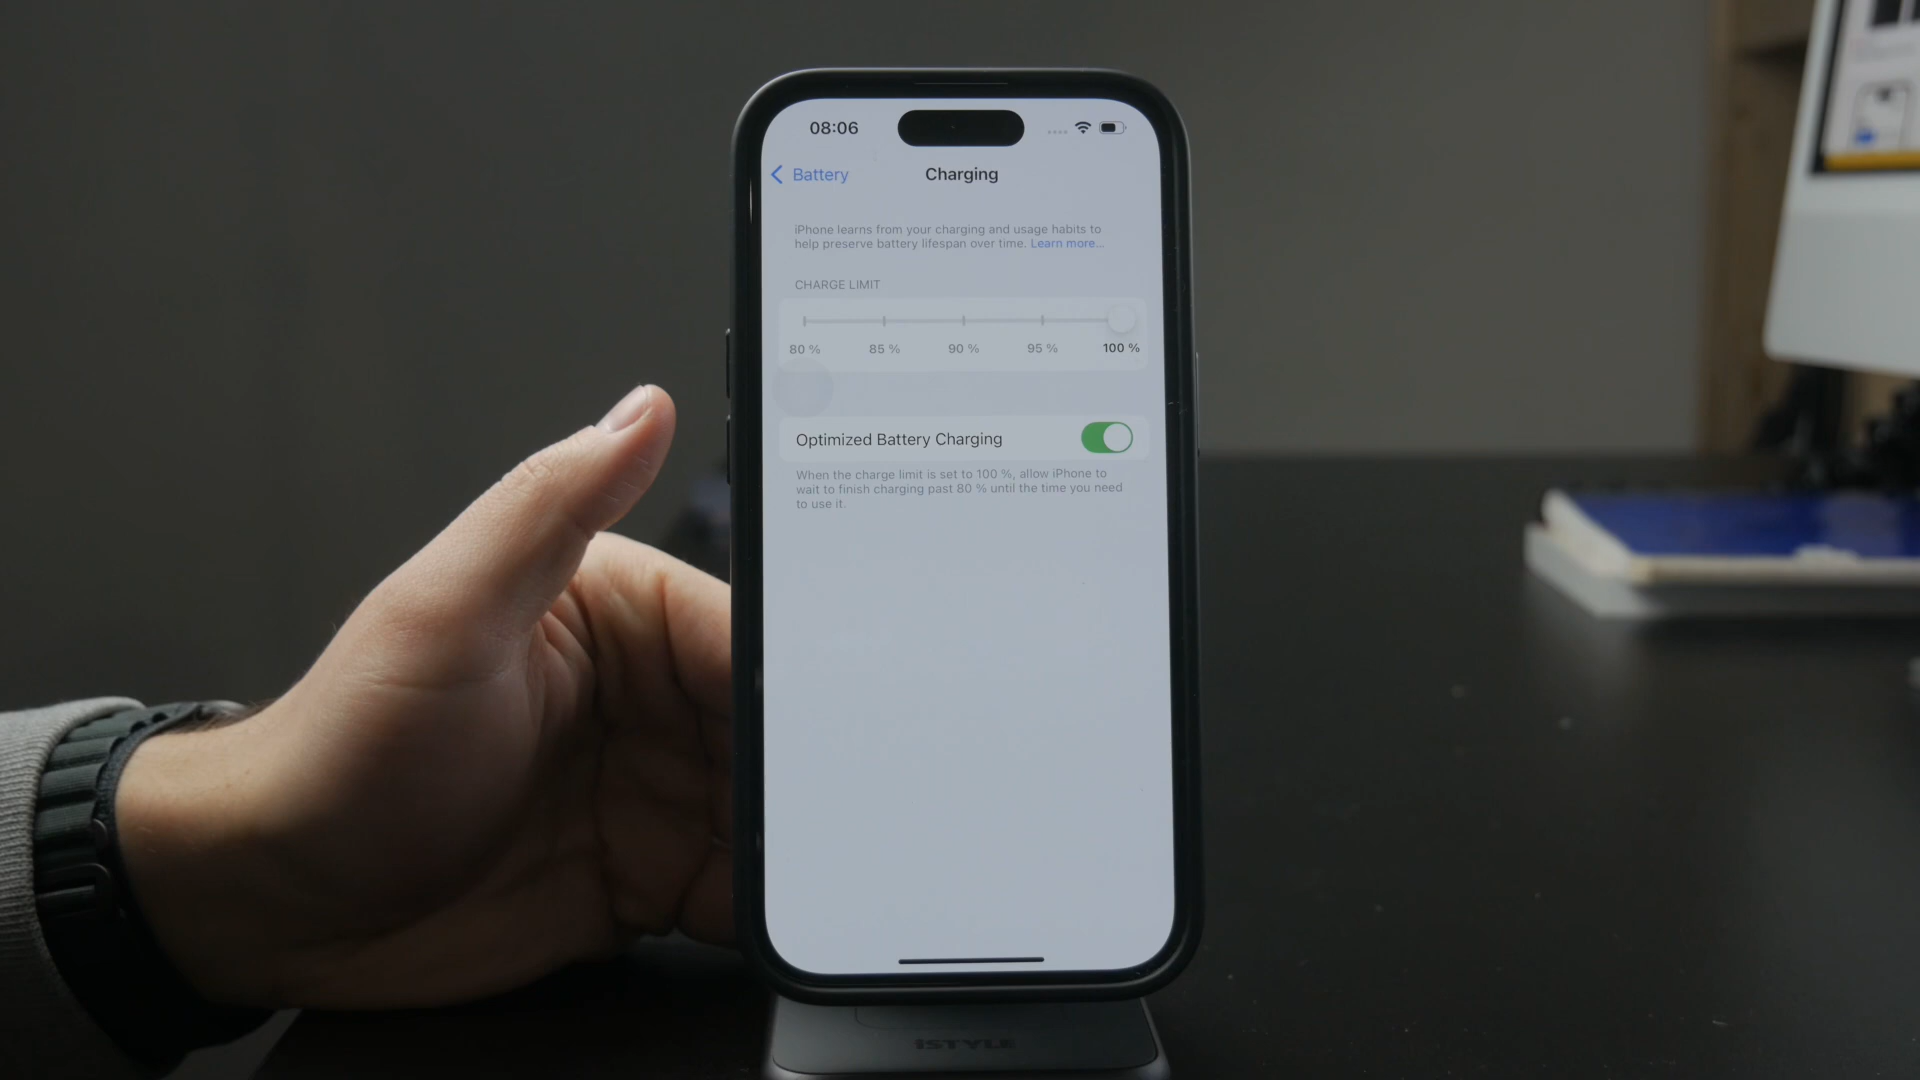 08:06
Battery
Charging
iPhone learns from your charging and usage habits to
help preserve battery lifespan over time. Learn more...
CHARGE LIMIT
80 % 85 % 90 % 95 % 100 %
Optimized Battery Charging
When the charge limit is set to 100 %, allow iPhone to
wait to finish charging past 80 % until the time you need
to use it.
iSTYLE